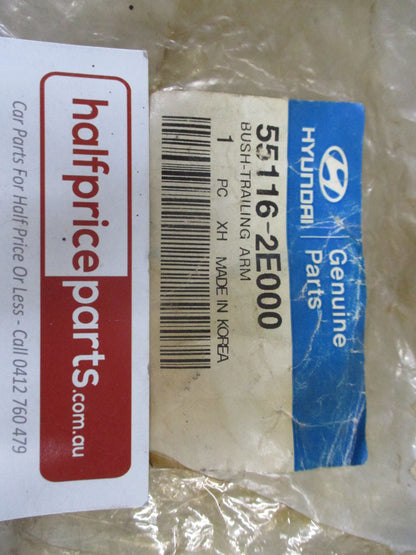 halfpriceparts.com.au
Car Parts For Half Price Or Less - Call 0412 760 479
HYUNDAI
Genuine
Parts
55116-2E000
BUSH-TRAILING ARM
1 PC XH MADE IN KOREA